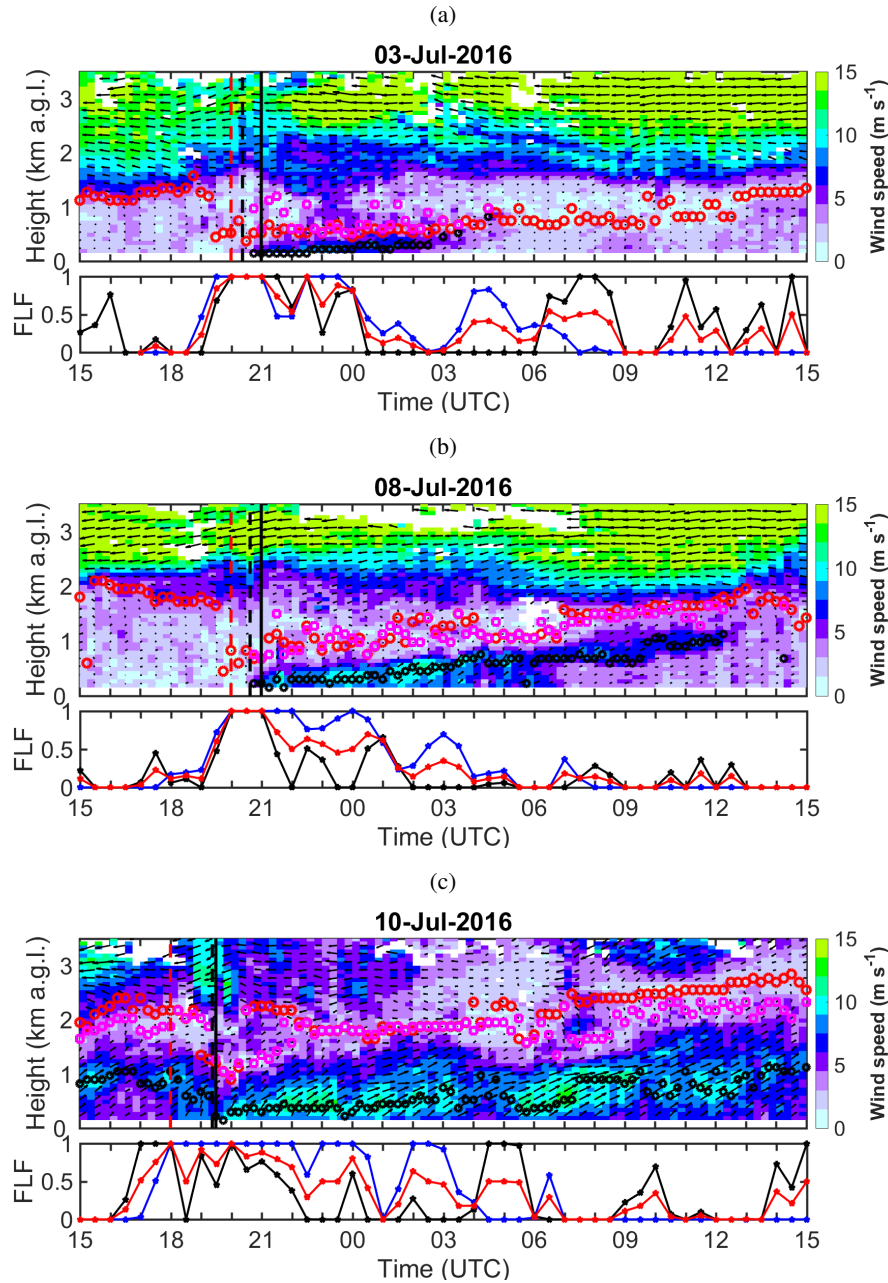 (a)
03-Jul-2016
Height (km a.g.l.)
3
2
1
0
15
10
5
0
Wind speed (m s⁻¹)
FLF
1
0.5
0
15 18 21 00 03 06 09 12 15
Time (UTC)
(b)
08-Jul-2016
Height (km a.g.l.)
3
2
1
0
15
10
5
0
Wind speed (m s⁻¹)
FLF
1
0.5
0
15 18 21 00 03 06 09 12 15
Time (UTC)
(c)
10-Jul-2016
Height (km a.g.l.)
3
2
1
0
15
10
5
0
Wind speed (m s⁻¹)
FLF
1
0.5
0
15 18 21 00 03 06 09 12 15
Time (UTC)